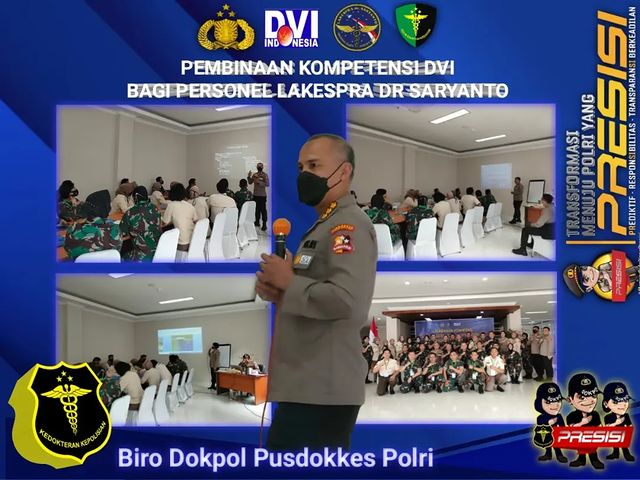 DVI
INDONESIA
PEMBINAAN KOMPETENSI DVI
BAGI PERSONEL LAKESPRA DR SARYANTO
TRANSFORMASI
MENUJU POLRI YANG
PRESISI
PREDIKTIF - RESPONSIBILITAS - TRANSPARANSI BERKEADILAN
PRESISI
KEDOKTERAN KEPOLISIAN
Biro Dokpol Pusdokkes Polri
PRESISI